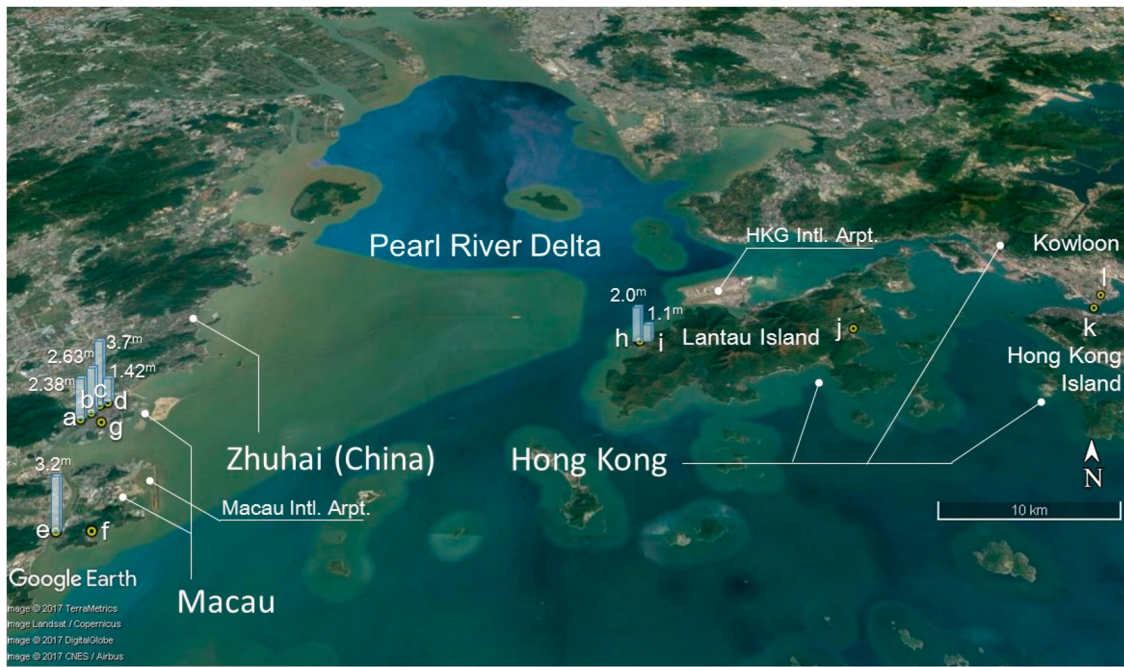 Pearl River Delta
HKG Intl. Arpt.
Kowloon
l
k
2.0m
1.1m
h
i
Lantau Island
j
Hong Kong
Island
3.7m
2.63m
1.42m
2.38m
a
b
c
d
g
Zhuhai (China)
Hong Kong
N
10 km
3.2m
Macau Intl. Arpt.
e
f
Google Earth
Macau
Image © 2017 TerraMetrics
Image Landsat / Copernicus
Image © 2017 DigitalGlobe
Image © 2017 CNES / Airbus